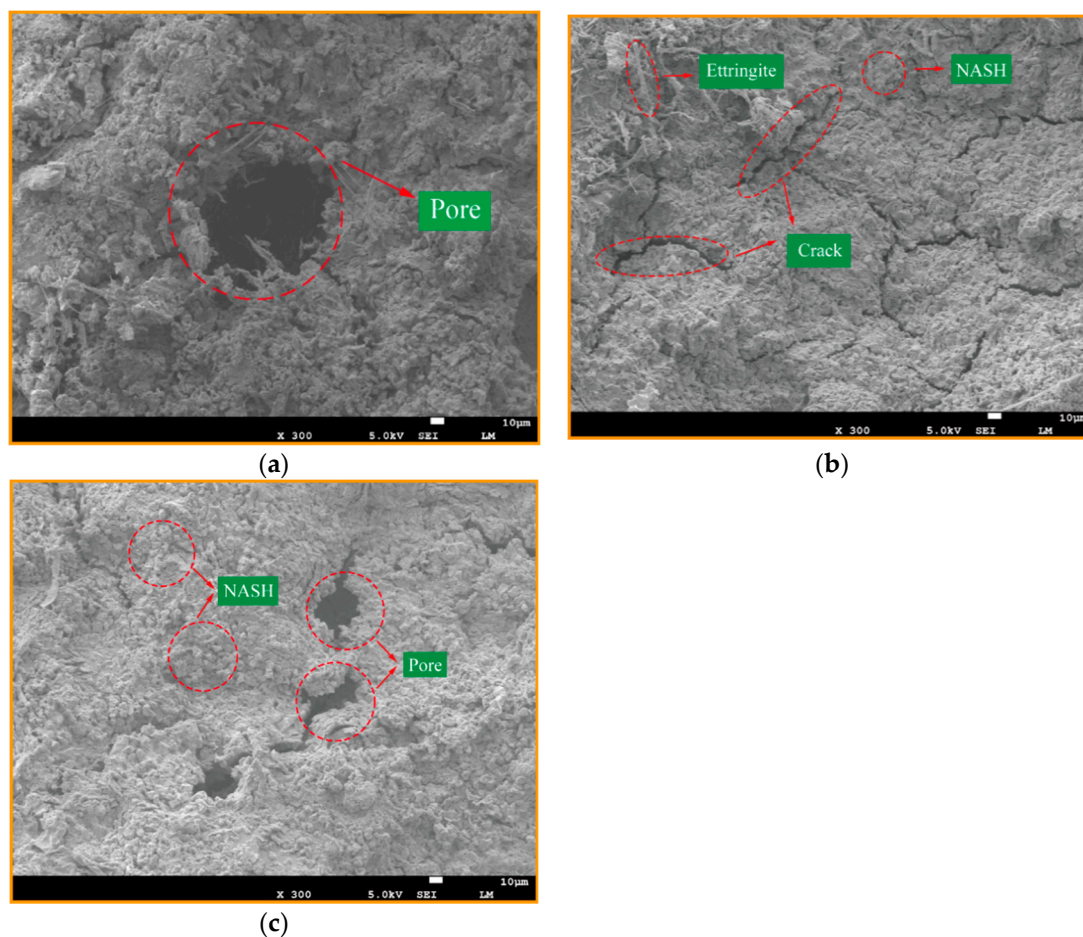 Pore
10μm
X 300 5.0kV SEI LM
(a)
Ettringite
NASH
Crack
10μm
X 300 5.0kV SEI LM
(b)
NASH
Pore
10μm
X 300 5.0kV SEI LM
(c)